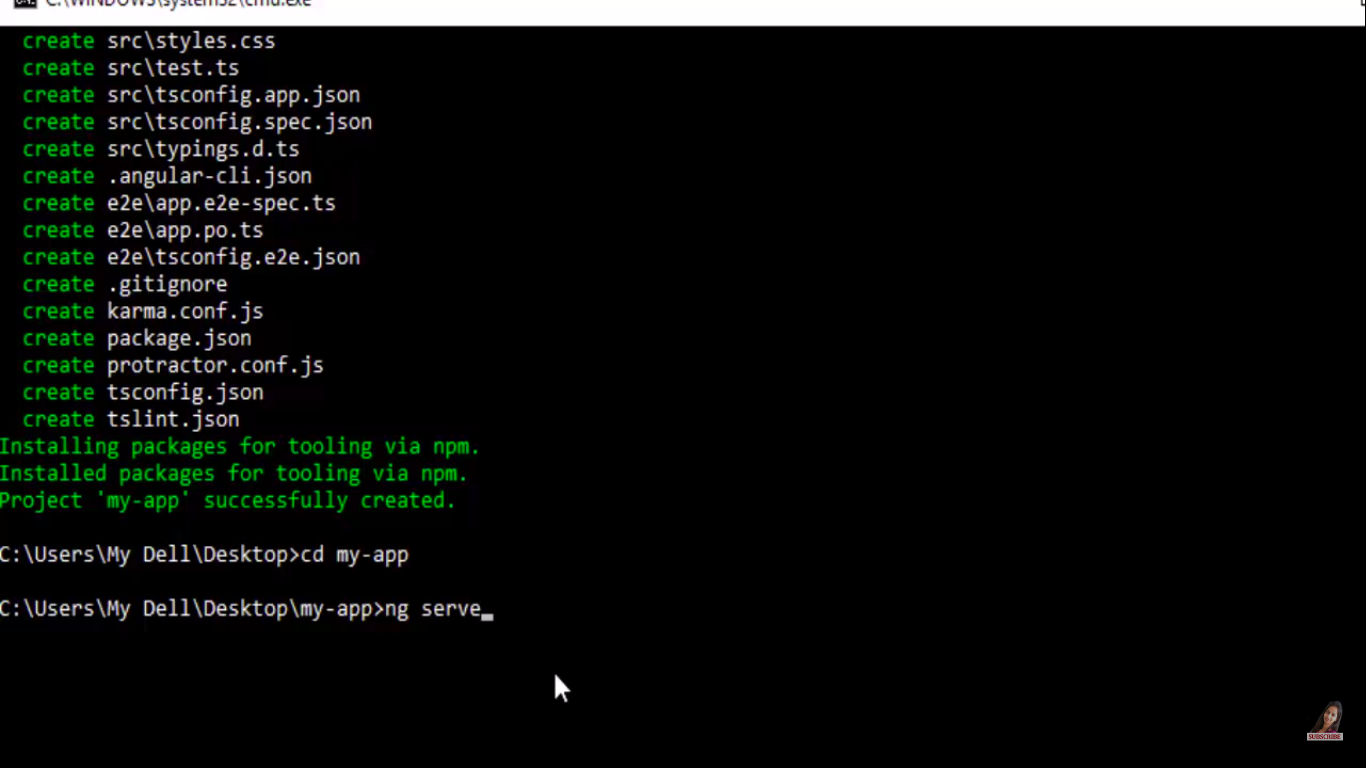 C:\WINDOWS\system32\cmd.exe
create src\styles.css
create src\test.ts
create src\tsconfig.app.json
create src\tsconfig.spec.json
create src\typings.d.ts
create .angular-cli.json
create e2e\app.e2e-spec.ts
create e2e\app.po.ts
create e2e\tsconfig.e2e.json
create .gitignore
create karma.conf.js
create package.json
create protractor.conf.js
create tsconfig.json
create tslint.json
Installing packages for tooling via npm.
Installed packages for tooling via npm.
Project 'my-app' successfully created.
C:\Users\My Dell\Desktop>cd my-app
C:\Users\My Dell\Desktop\my-app>ng serve
SUBSCRIBE